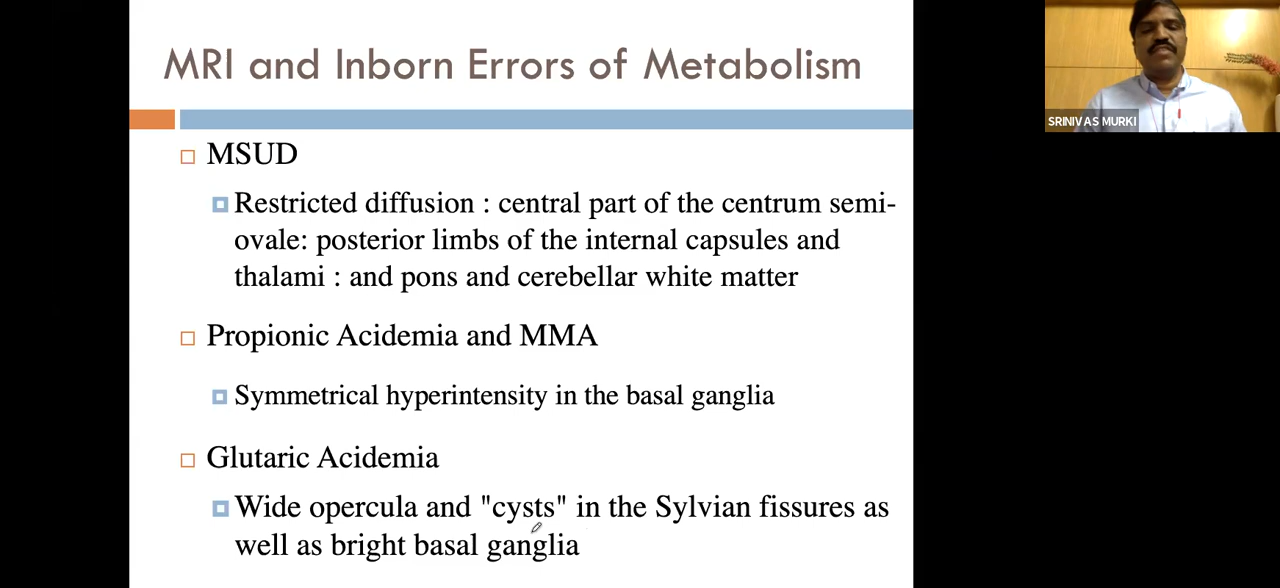 MRI and Inborn Errors of Metabolism
SRINIVAS MURKI
MSUD
Restricted diffusion : central part of the centrum semi-
ovale: posterior limbs of the internal capsules and
thalami : and pons and cerebellar white matter
Propionic Acidemia and MMA
Symmetrical hyperintensity in the basal ganglia
Glutaric Acidemia
Wide opercula and "cysts" in the Sylvian fissures as
well as bright basal ganglia